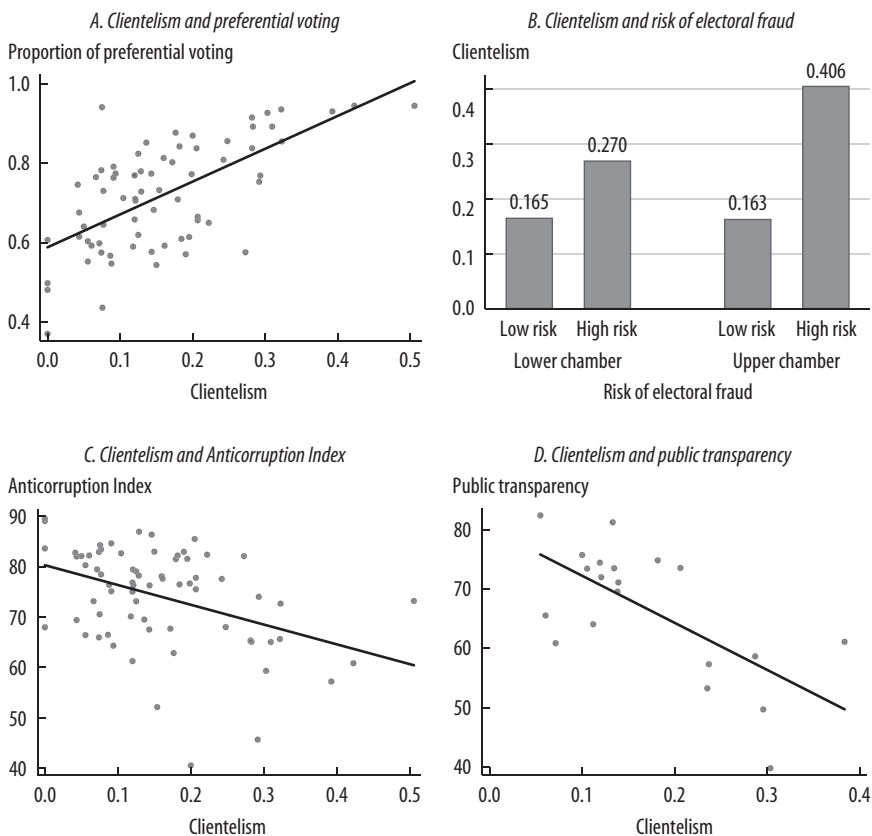 A. Clientelism and preferential voting
Proportion of preferential voting
1.0
0.8
0.6
0.4
0.0 0.1 0.2 0.3 0.4 0.5
Clientelism
B. Clientelism and risk of electoral fraud
Clientelism
0.406
0.4
0.3
0.270
0.2
0.165 0.163
0.1
0.0
Low risk High risk Low risk High risk
Lower chamber Upper chamber
Risk of electoral fraud
C. Clientelism and Anticorruption Index
Anticorruption Index
90
80
70
60
50
40
0.0 0.1 0.2 0.3 0.4 0.5
Clientelism
D. Clientelism and public transparency
Public transparency
80
70
60
50
40
0.0 0.1 0.2 0.3 0.4
Clientelism